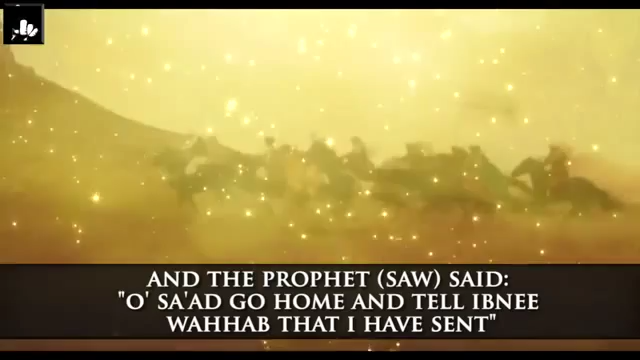 AND THE PROPHET (SAW) SAID:
"O' SA'AD GO HOME AND TELL IBNEE
WAHHAB THAT I HAVE SENT"